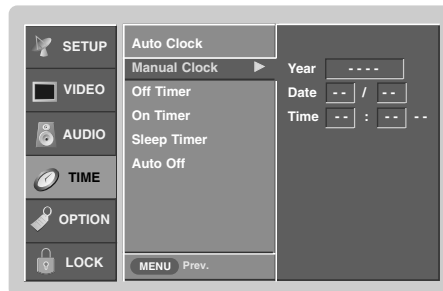 SETUP
VIDEO
AUDIO
TIME
OPTION
LOCK
Auto Clock
Manual Clock ▶
Off Timer
On Timer
Sleep Timer
Auto Off
MENU Prev.
Year - - - -
Date - - / - -
Time - - : - - - -